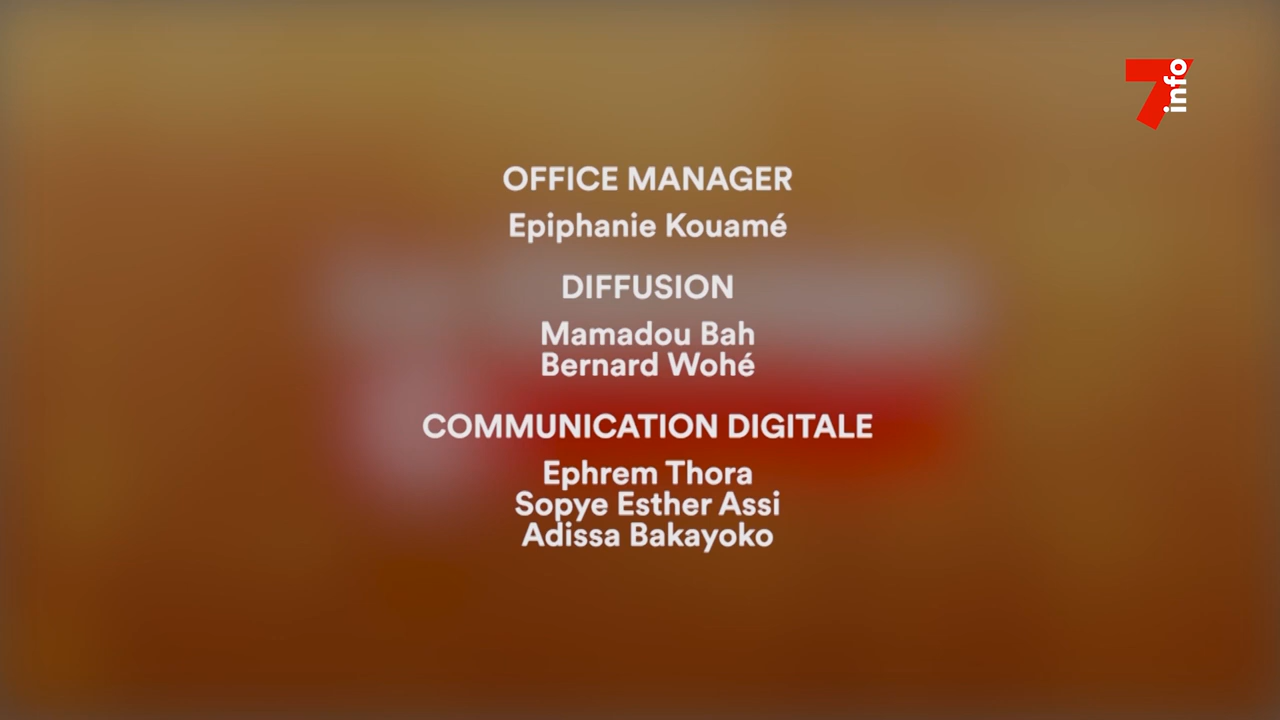 7info
OFFICE MANAGER
Epiphanie Kouamé
DIFFUSION
Mamadou Bah
Bernard Wohé
COMMUNICATION DIGITALE
Ephrem Thora
Sopye Esther Assi
Adissa Bakayoko